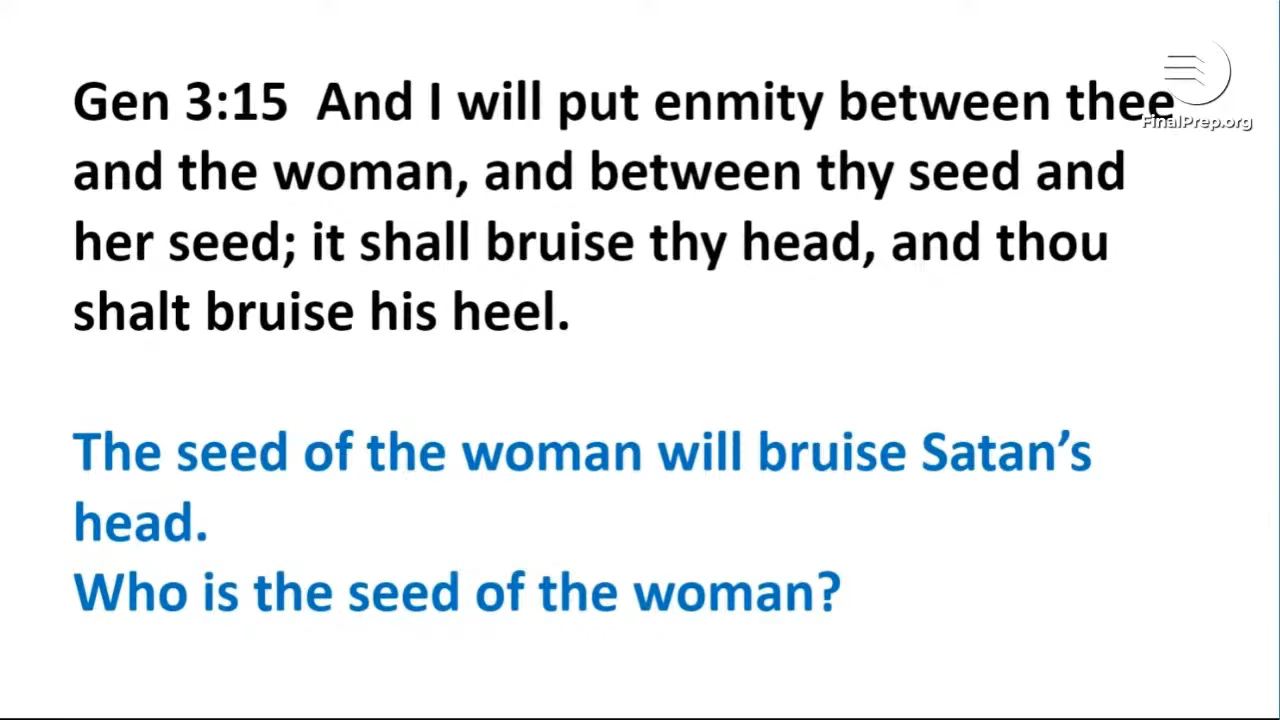 Gen 3:15  And I will put enmity between thee
FinalPrep.org
and the woman, and between thy seed and
her seed; it shall bruise thy head, and thou
shalt bruise his heel.
The seed of the woman will bruise Satan’s
head.
Who is the seed of the woman?